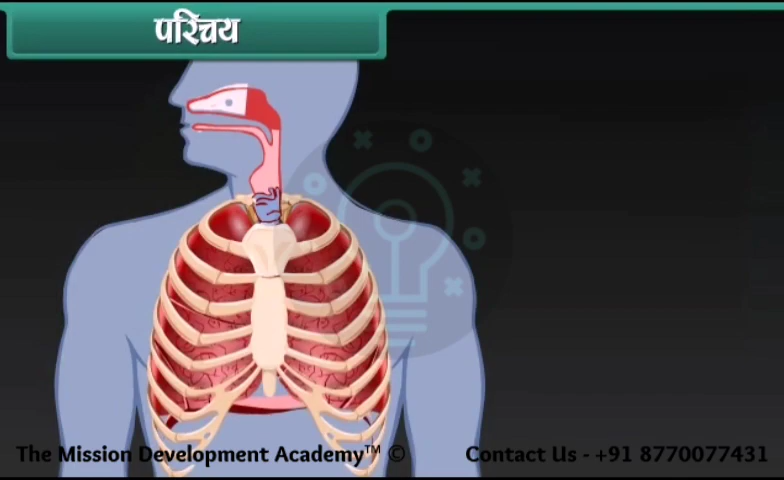 परिचय
The Mission Development Academy™ © Contact Us - +91 8770077431